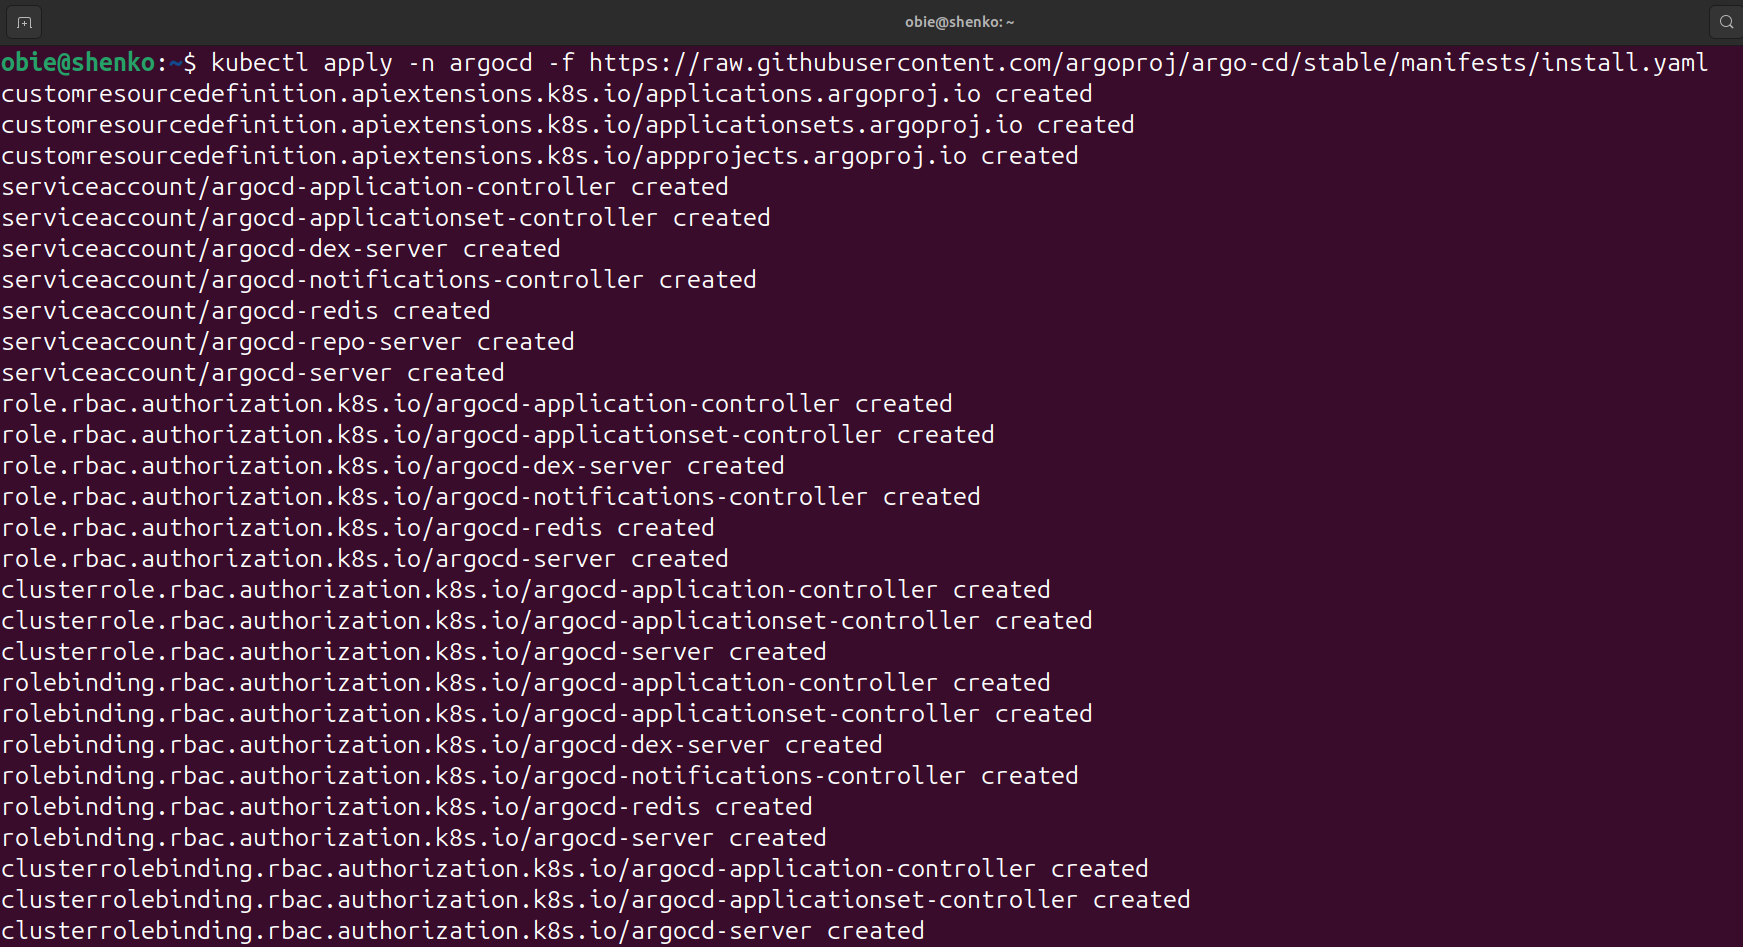 obie@shenko: ~
obie@shenko:~$ kubectl apply -n argocd -f https://raw.githubusercontent.com/argoproj/argo-cd/stable/manifests/install.yaml
customresourcedefinition.apiextensions.k8s.io/applications.argoproj.io created
customresourcedefinition.apiextensions.k8s.io/applicationsets.argoproj.io created
customresourcedefinition.apiextensions.k8s.io/appprojects.argoproj.io created
serviceaccount/argocd-application-controller created
serviceaccount/argocd-applicationset-controller created
serviceaccount/argocd-dex-server created
serviceaccount/argocd-notifications-controller created
serviceaccount/argocd-redis created
serviceaccount/argocd-repo-server created
serviceaccount/argocd-server created
role.rbac.authorization.k8s.io/argocd-application-controller created
role.rbac.authorization.k8s.io/argocd-applicationset-controller created
role.rbac.authorization.k8s.io/argocd-dex-server created
role.rbac.authorization.k8s.io/argocd-notifications-controller created
role.rbac.authorization.k8s.io/argocd-redis created
role.rbac.authorization.k8s.io/argocd-server created
clusterrole.rbac.authorization.k8s.io/argocd-application-controller created
clusterrole.rbac.authorization.k8s.io/argocd-applicationset-controller created
clusterrole.rbac.authorization.k8s.io/argocd-server created
rolebinding.rbac.authorization.k8s.io/argocd-application-controller created
rolebinding.rbac.authorization.k8s.io/argocd-applicationset-controller created
rolebinding.rbac.authorization.k8s.io/argocd-dex-server created
rolebinding.rbac.authorization.k8s.io/argocd-notifications-controller created
rolebinding.rbac.authorization.k8s.io/argocd-redis created
rolebinding.rbac.authorization.k8s.io/argocd-server created
clusterrolebinding.rbac.authorization.k8s.io/argocd-application-controller created
clusterrolebinding.rbac.authorization.k8s.io/argocd-applicationset-controller created
clusterrolebinding.rbac.authorization.k8s.io/argocd-server created